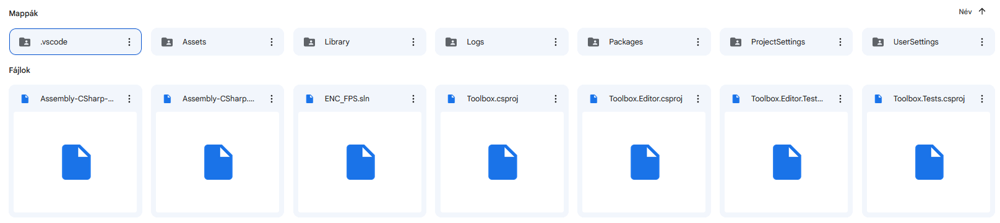 Mappák
Név
.vscode
Assets
Library
Logs
Packages
ProjectSettings
UserSettings
Fájlok
Assembly-CSharp-...
Assembly-CSharp....
ENC_FPS.sln
Toolbox.csproj
Toolbox.Editor.csproj
Toolbox.Editor.Test...
Toolbox.Tests.csproj